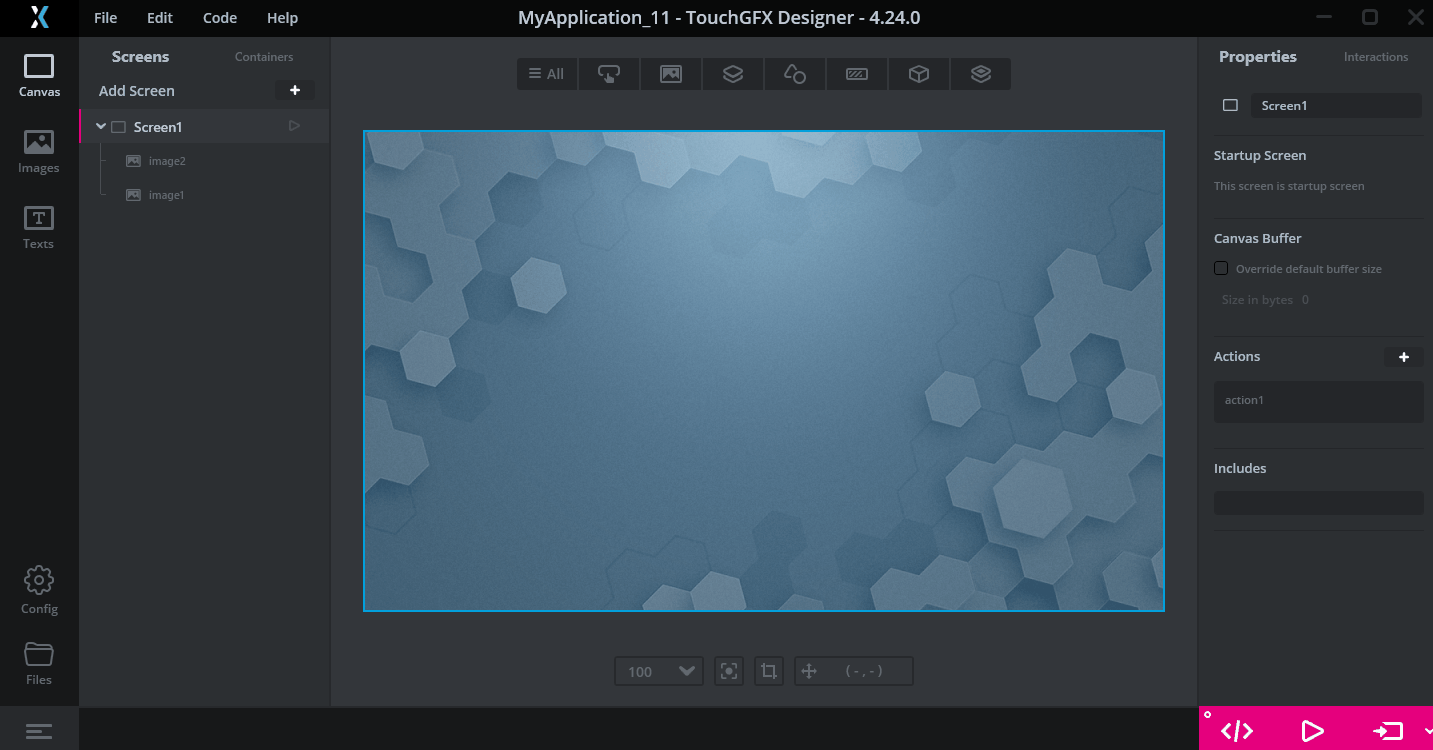 File Edit Code Help
MyApplication_11 - TouchGFX Designer - 4.24.0
Canvas
Images
Texts
Config
Files
Screens Containers
Add Screen
Screen1
image2
image1
All
100
(-,-)
Properties Interactions
Screen1
Startup Screen
This screen is startup screen
Canvas Buffer
Override default buffer size
Size in bytes 0
Actions
action1
Includes